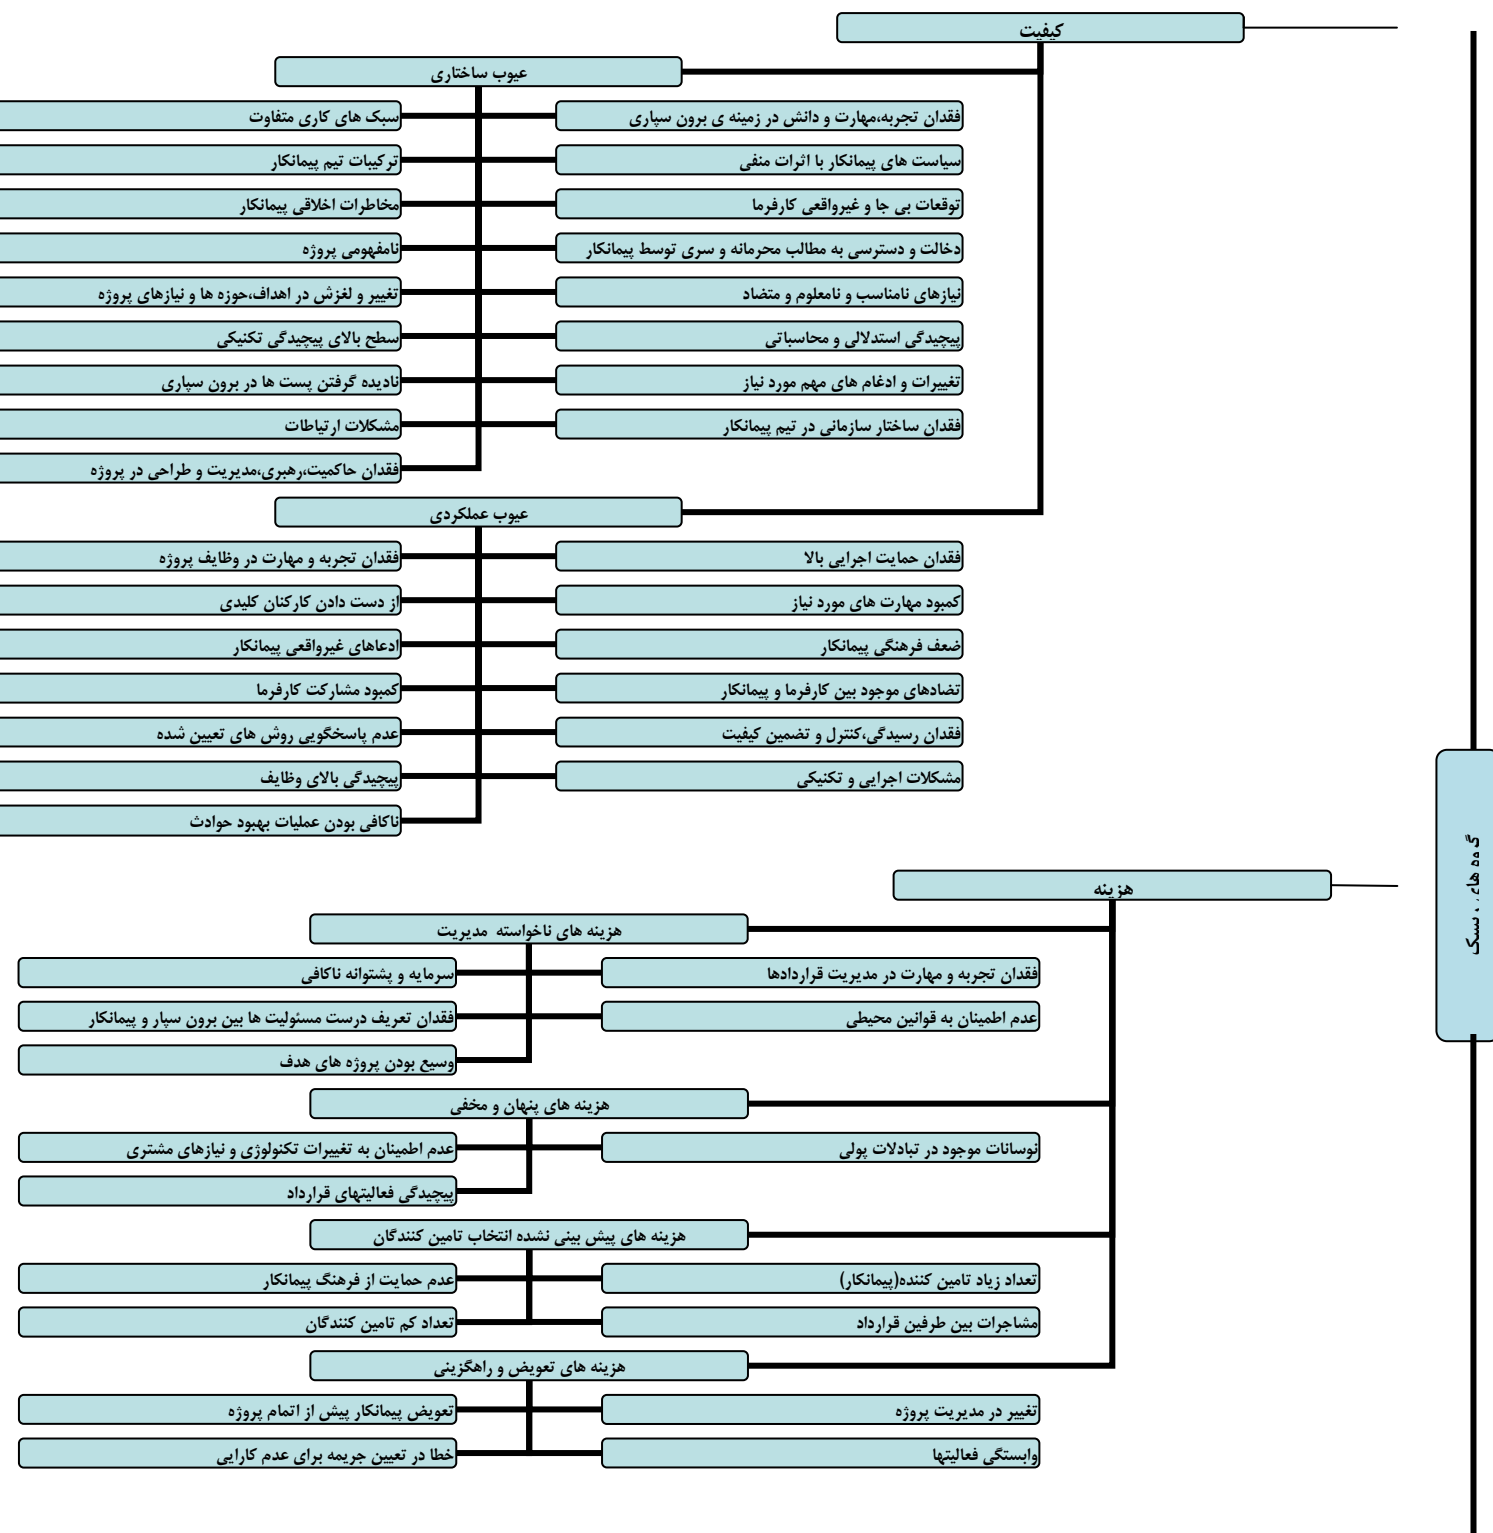 کیفیت
عیوب ساختاری
فقدان تجربه،مهارت و دانش در زمینه ی برون سپاری
سبک های کاری متفاوت
سیاست های پیمانکار با اثرات منفی
ترکیبات تیم پیمانکار
توقعات بی جا و غیرواقعی کارفرما
مخاطرات اخلاقی پیمانکار
دخالت و دسترسی به مطالب محرمانه و سری توسط پیمانکار
نامفهومی پروژه
نیازهای نامناسب و نامعلوم و متضاد
تغییر و لغزش در اهداف،حوزه ها و نیازهای پروژه
پیچیدگی استدلالی و محاسباتی
سطح بالای پیچیدگی تکنیکی
تغییرات و ادغام های مهم مورد نیاز
نادیده گرفتن پست ها در برون سپاری
فقدان ساختار سازمانی در تیم پیمانکار
مشکلات ارتباطات
فقدان حاکمیت،رهبری،مدیریت و طراحی در پروژه
عیوب عملکردی
فقدان حمایت اجرایی بالا
فقدان تجربه و مهارت در وظایف پروژه
کمبود مهارت های مورد نیاز
از دست دادن کارکنان کلیدی
ضعف فرهنگی پیمانکار
ادعاهای غیرواقعی پیمانکار
تضادهای موجود بین کارفرما و پیمانکار
کمبود مشارکت کارفرما
فقدان رسیدگی،کنترل و تضمین کیفیت
عدم پاسخگویی روش های تعیین شده
مشکلات اجرایی و تکنیکی
پیچیدگی بالای وظایف
ناکافی بودن عملیات بهبود حوادث
گروه های ریسک
هزینه
هزینه های ناخواسته مدیریت
فقدان تجربه و مهارت در مدیریت قراردادها
سرمایه و پشتوانه ناکافی
عدم اطمینان به قوانین محیطی
فقدان تعریف درست مسئولیت ها بین برون سپار و پیمانکار
وسیع بودن پروژه های هدف
هزینه های پنهان و مخفی
نوسانات موجود در تبادلات پولی
عدم اطمینان به تغییرات تکنولوژی و نیازهای مشتری
پیچیدگی فعالیتهای قرارداد
هزینه های پیش بینی نشده انتخاب تامین کنندگان
تعداد زیاد تامین کننده(پیمانکار)
عدم حمایت از فرهنگ پیمانکار
مشاجرات بین طرفین قرارداد
تعداد کم تامین کنندگان
هزینه های تعویض و راهگزینی
تغییر در مدیریت پروژه
تعویض پیمانکار پیش از اتمام پروژه
وابستگی فعالیتها
خطا در تعیین جریمه برای عدم کارایی